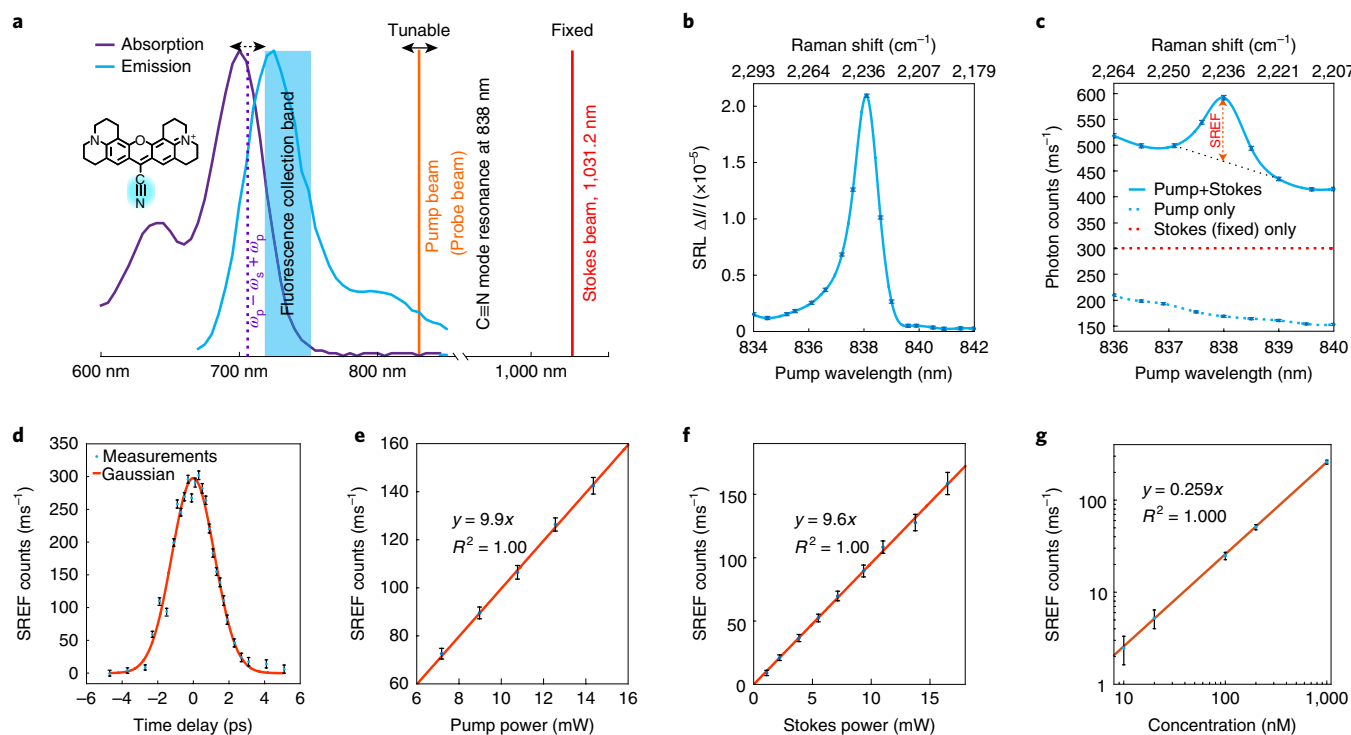 a
Absorption
Emission
Tunable
Fixed
N
O
N+
C
N
ωp – ωs + ωp
Fluorescence collection band
Pump beam
(Probe beam)
C≡N mode resonance at 838 nm
Stokes beam, 1,031.2 nm
600 nm
700 nm
800 nm
1,000 nm
b
Raman shift (cm–1)
2,293 2,264 2,236 2,207 2,179
SRL ΔI/I (×10–5)
2.0
1.5
1.0
0.5
0
834 836 838 840 842
Pump wavelength (nm)
c
Raman shift (cm–1)
2,264 2,250 2,236 2,221 2,207
Photon counts (ms–1)
600
550
500
450
400
350
300
250
200
150
SREF
Pump+Stokes
Pump only
Stokes (fixed) only
836 837 838 839 840
Pump wavelength (nm)
d
SREF counts (ms–1)
350
300
250
200
150
100
50
0
Measurements
Gaussian
–6 –4 –2 0 2 4 6
Time delay (ps)
e
SREF counts (ms–1)
160
140
120
100
80
60
y = 9.9x
R2 = 1.00
6 8 10 12 14 16
Pump power (mW)
f
SREF counts (ms–1)
150
100
50
0
y = 9.6x
R2 = 1.00
0 5 10 15
Stokes power (mW)
g
SREF counts (ms–1)
100
10
1
y = 0.259x
R2 = 1.000
10 100 1,000
Concentration (nM)